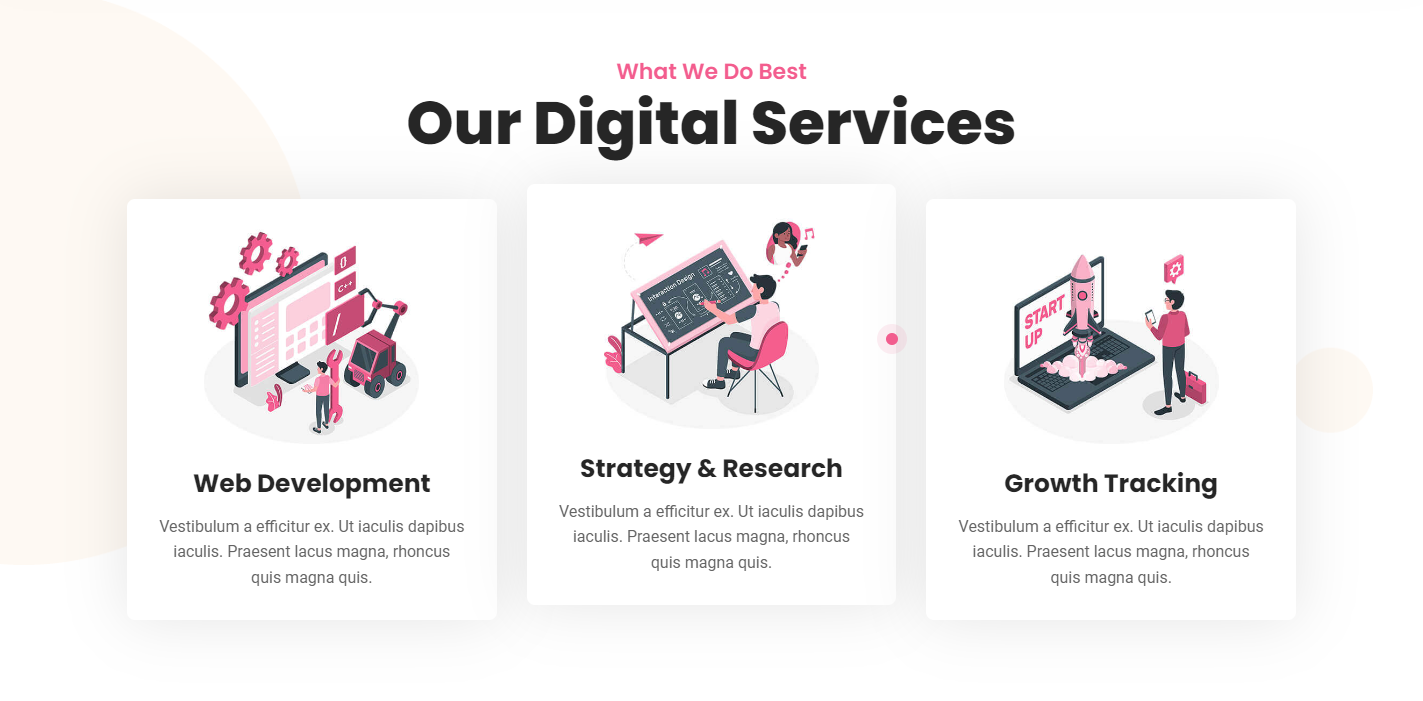 What We Do Best
Our Digital Services
{}
C++
/
Interaction Design
START
UP
Web Development
Vestibulum a efficitur ex. Ut iaculis dapibus
iaculis. Praesent lacus magna, rhoncus
quis magna quis.
Strategy & Research
Vestibulum a efficitur ex. Ut iaculis dapibus
iaculis. Praesent lacus magna, rhoncus
quis magna quis.
Growth Tracking
Vestibulum a efficitur ex. Ut iaculis dapibus
iaculis. Praesent lacus magna, rhoncus
quis magna quis.